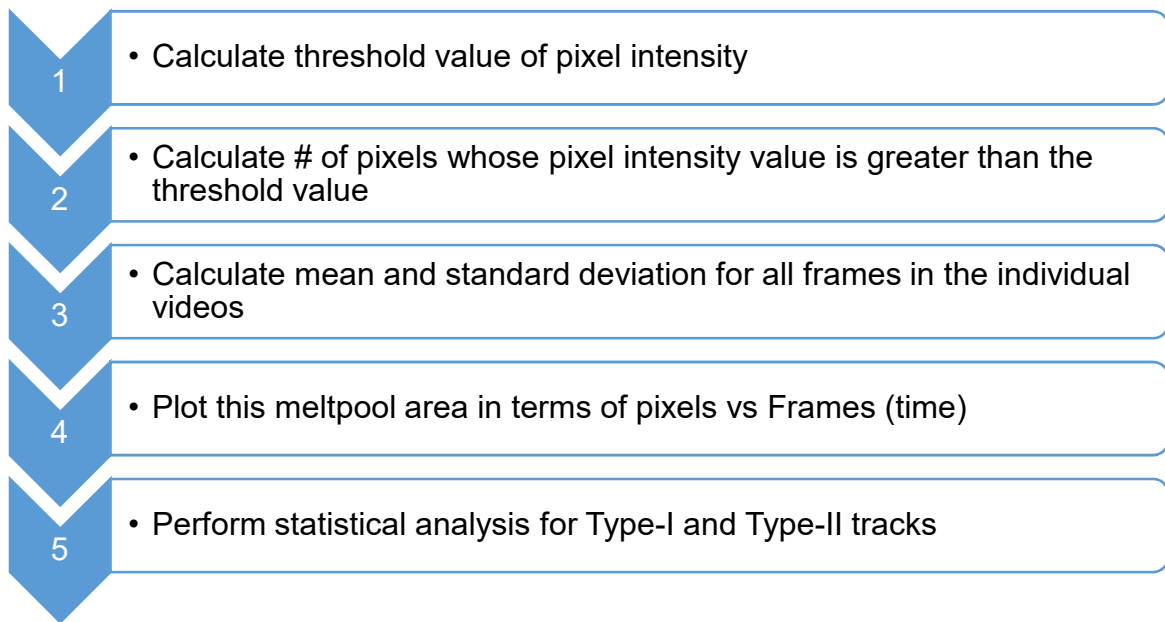 1
• Calculate threshold value of pixel intensity
2
• Calculate # of pixels whose pixel intensity value is greater than the
threshold value
3
• Calculate mean and standard deviation for all frames in the individual
videos
4
• Plot this meltpool area in terms of pixels vs Frames (time)
5
• Perform statistical analysis for Type-I and Type-II tracks